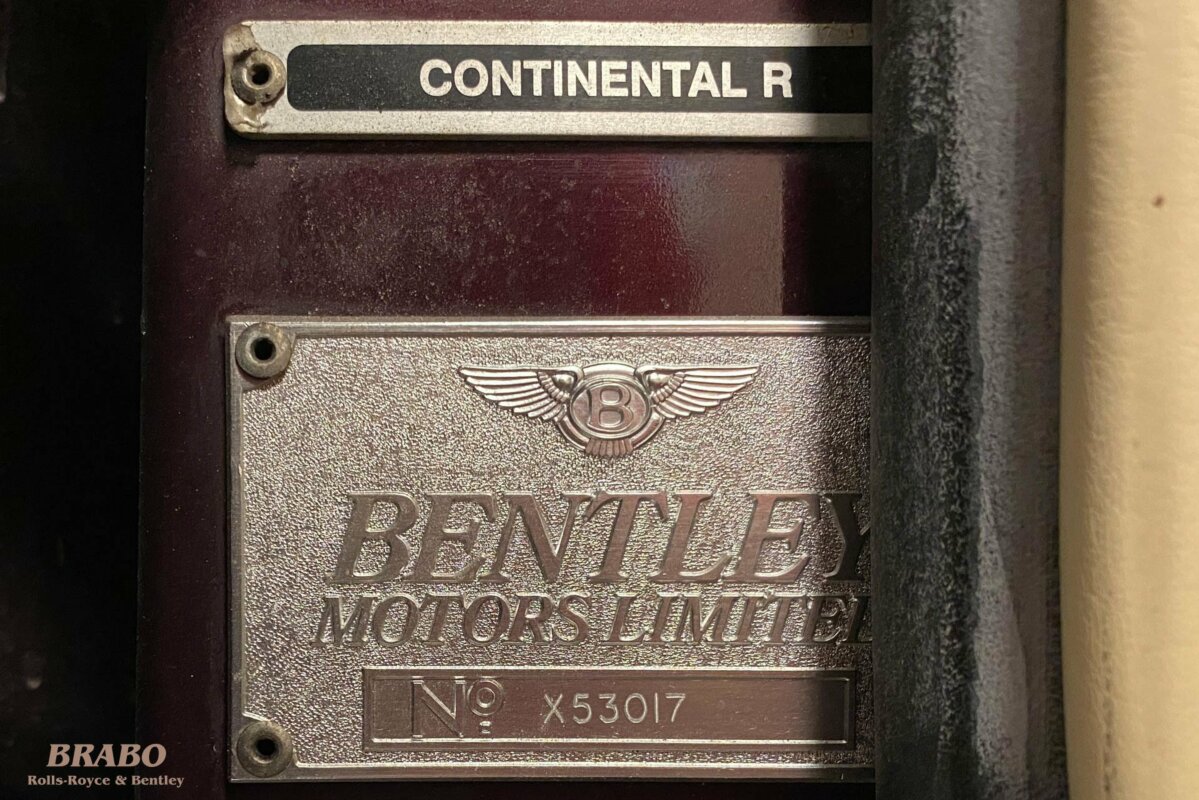 CONTINENTAL R
B
BENTLEY
MOTORS LIMITED
Nº X53017
BRABO
Rolls-Royce & Bentley